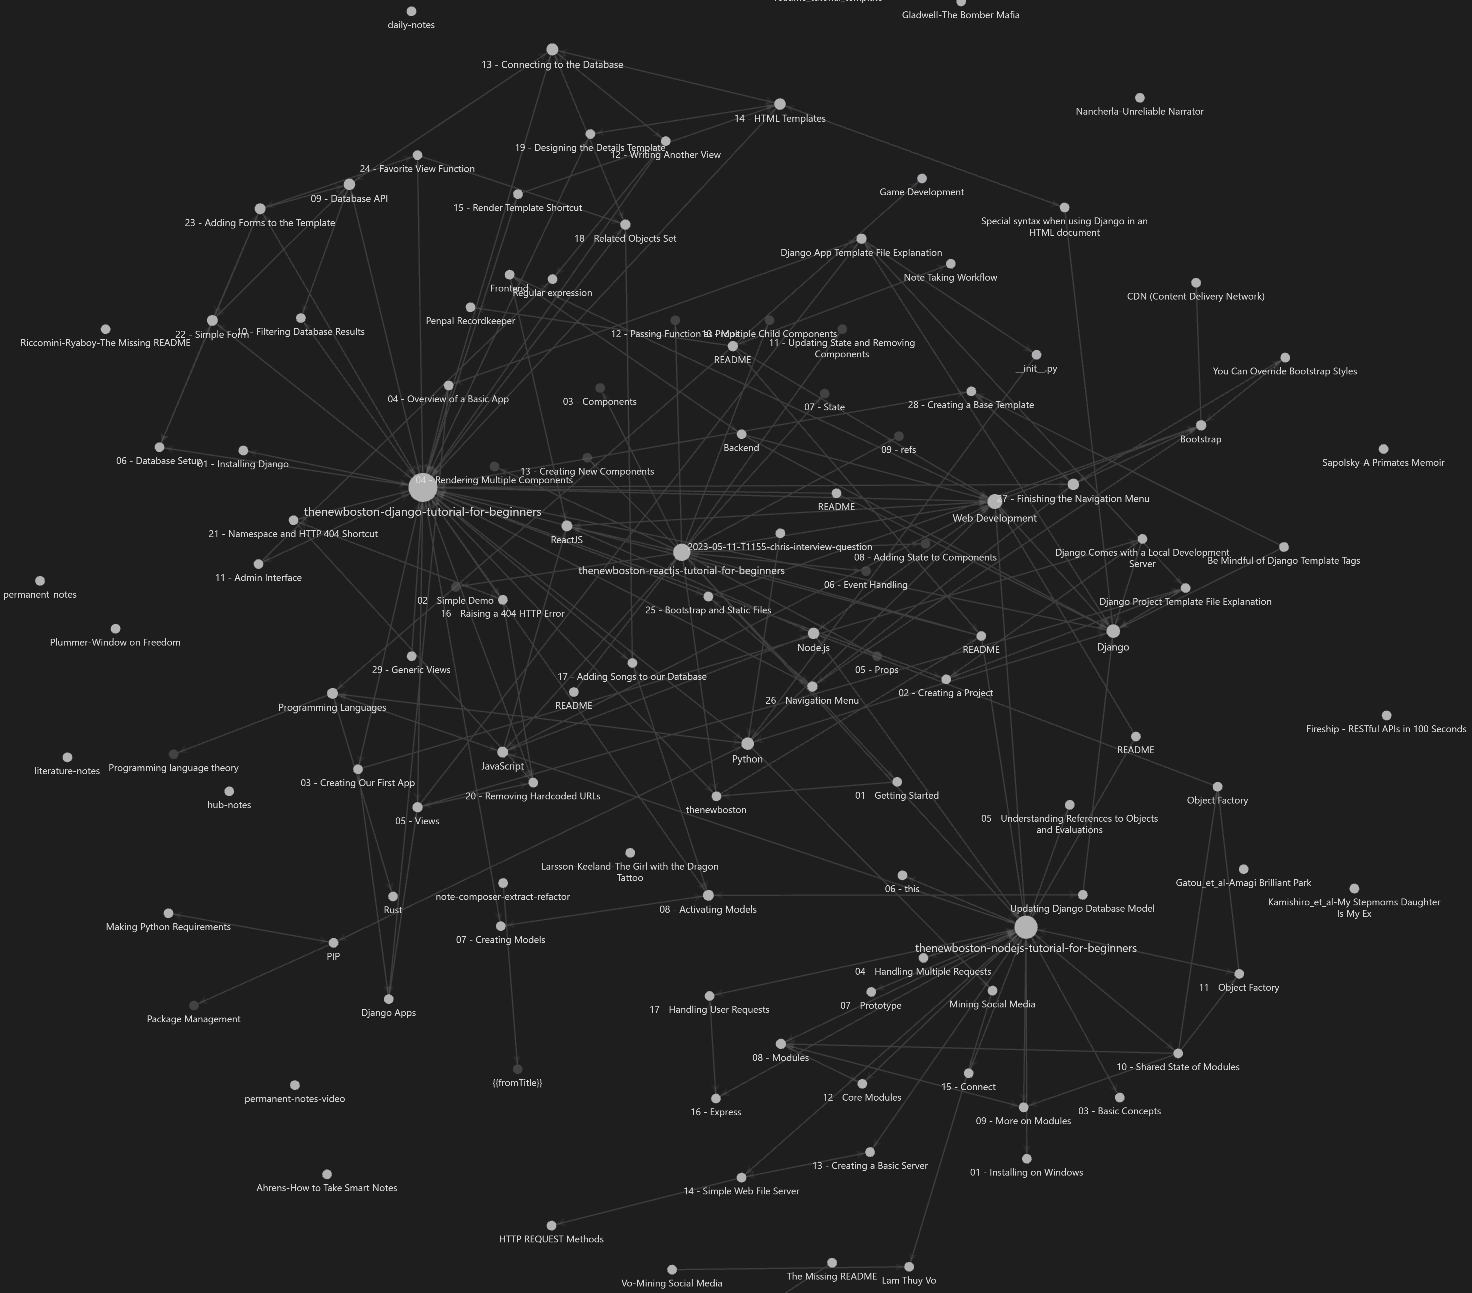 Gladwell-The Bomber Mafia
daily-notes
13 - Connecting to the Database
Nancherla-Unreliable Narrator
14 - HTML Templates
19 - Designing the Details Template
12 - Writing Another View
24 - Favorite View Function
Game Development
09 - Database API
15 - Render Template Shortcut
23 - Adding Forms to the Template
Special syntax when using Django in an
HTML document
18 Related Objects Set
Django App Template File Explanation
Note Taking Workflow
Frontend
Regular expression
CDN (Content Delivery Network)
Penpal Recordkeeper
22 - Simple Form
10 - Filtering Database Results
12 - Passing Function as Props
10 - Multiple Child Components
Riccomini-Ryaboy-The Missing README
11 - Updating State and Removing
Components
README
__init__.py
You Can Override Bootstrap Styles
04 - Overview of a Basic App
03 Components
07 - State
28 - Creating a Base Template
Bootstrap
Backend
09 - refs
06 - Database Setup
01 - Installing Django
Sapolsky-A Primates Memoir
13 - Creating New Components
04 - Rendering Multiple Components
27 - Finishing the Navigation Menu
README
thenewboston-django-tutorial-for-beginners
Web Development
21 - Namespace and HTTP 404 Shortcut
ReactJS
2023-05-11-T1155-chris-interview-question
08 - Adding State to Components
Django Comes with a Local Development
Server
Be Mindful of Django Template Tags
thenewboston-reactjs-tutorial-for-beginners
11 - Admin Interface
06 - Event Handling
permanent_notes
02 Simple Demo
16 Raising a 404 HTTP Error
25 - Bootstrap and Static Files
Django Project Template File Explanation
Plummer-Window on Freedom
Node.js
README
Django
29 - Generic Views
17 - Adding Songs to our Database
05 - Props
02 - Creating a Project
26 Navigation Menu
Programming Languages
README
Fireship - RESTful APIs in 100 Seconds
README
Python
JavaScript
literature-notes
Programming language theory
03 - Creating Our First App
20 - Removing Hardcoded URLs
01 Getting Started
Object Factory
hub-notes
thenewboston
05 - Views
05 Understanding References to Objects
and Evaluations
Larsson-Keeland-The Girl with the Dragon
Tattoo
Gatou_et_al-Amagi Brilliant Park
06 - this
note-composer-extract-refactor
Kamishiro_et_al-My Stepmoms Daughter
Is My Ex
Rust
08 Activating Models
Updating Django Database Model
Making Python Requirements
07 - Creating Models
thenewboston-nodejs-tutorial-for-beginners
PIP
04 Handling Multiple Requests
11 Object Factory
07 Prototype
Mining Social Media
17 Handling User Requests
Django Apps
Package Management
08 - Modules
10 - Shared State of Modules
{{fromTitle}}
15 - Connect
permanent-notes-video
12 Core Modules
16 - Express
03 - Basic Concepts
09 - More on Modules
13 - Creating a Basic Server
01 - Installing on Windows
Ahrens-How to Take Smart Notes
14 - Simple Web File Server
HTTP REQUEST Methods
The Missing README
Lam Thuy Vo
Vo-Mining Social Media